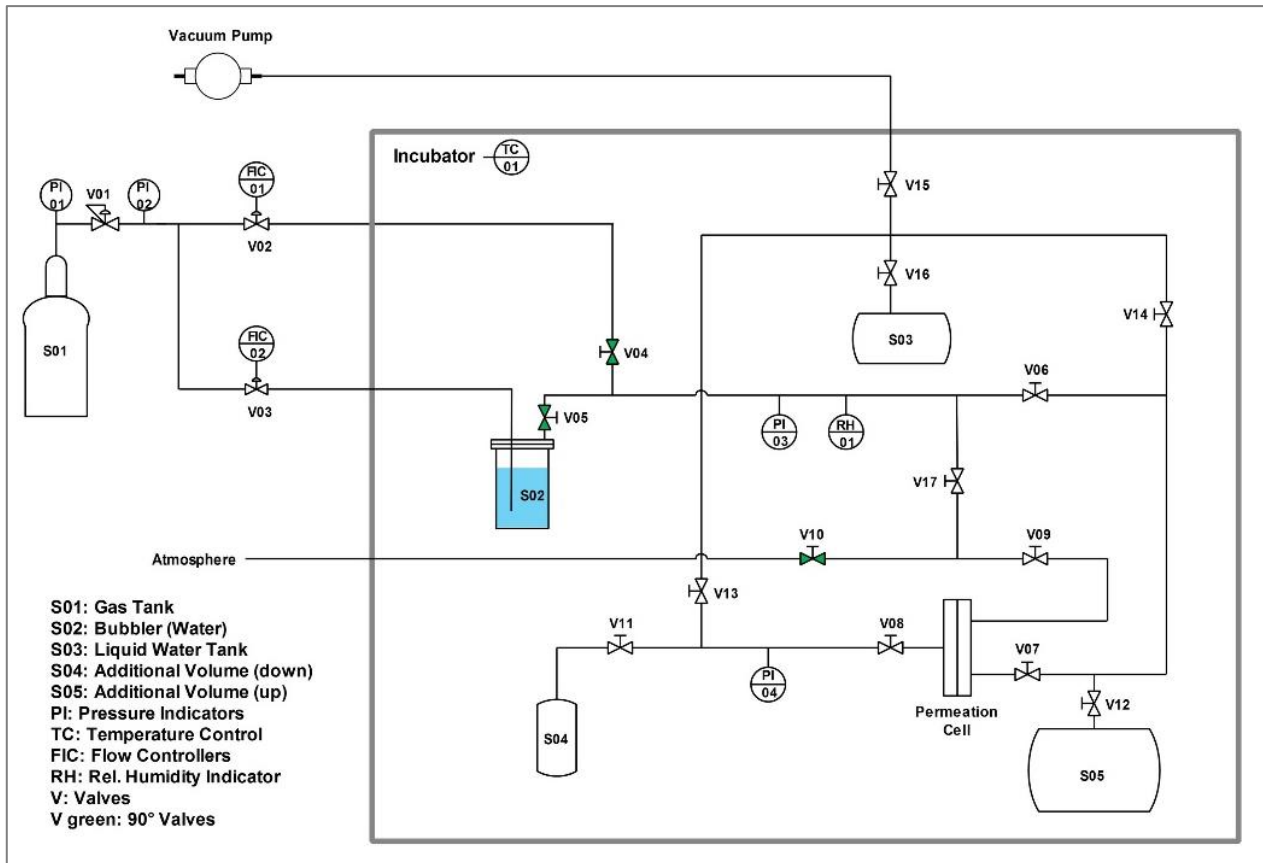 Vacuum Pump
Incubator
TC
01
PI
01
V01
PI
02
FIC
01
V02
V15
V16
V14
S01
FIC
02
V03
V04
S03
V06
V05
PI
03
RH
01
S02
V17
Atmosphere
V10
V09
V13
S01: Gas Tank
S02: Bubbler (Water)
S03: Liquid Water Tank
S04: Additional Volume (down)
S05: Additional Volume (up)
PI: Pressure Indicators
TC: Temperature Control
FIC: Flow Controllers
RH: Rel. Humidity Indicator
V: Valves
V green: 90° Valves
V11
V08
V07
PI
04
V12
Permeation
Cell
S04
S05